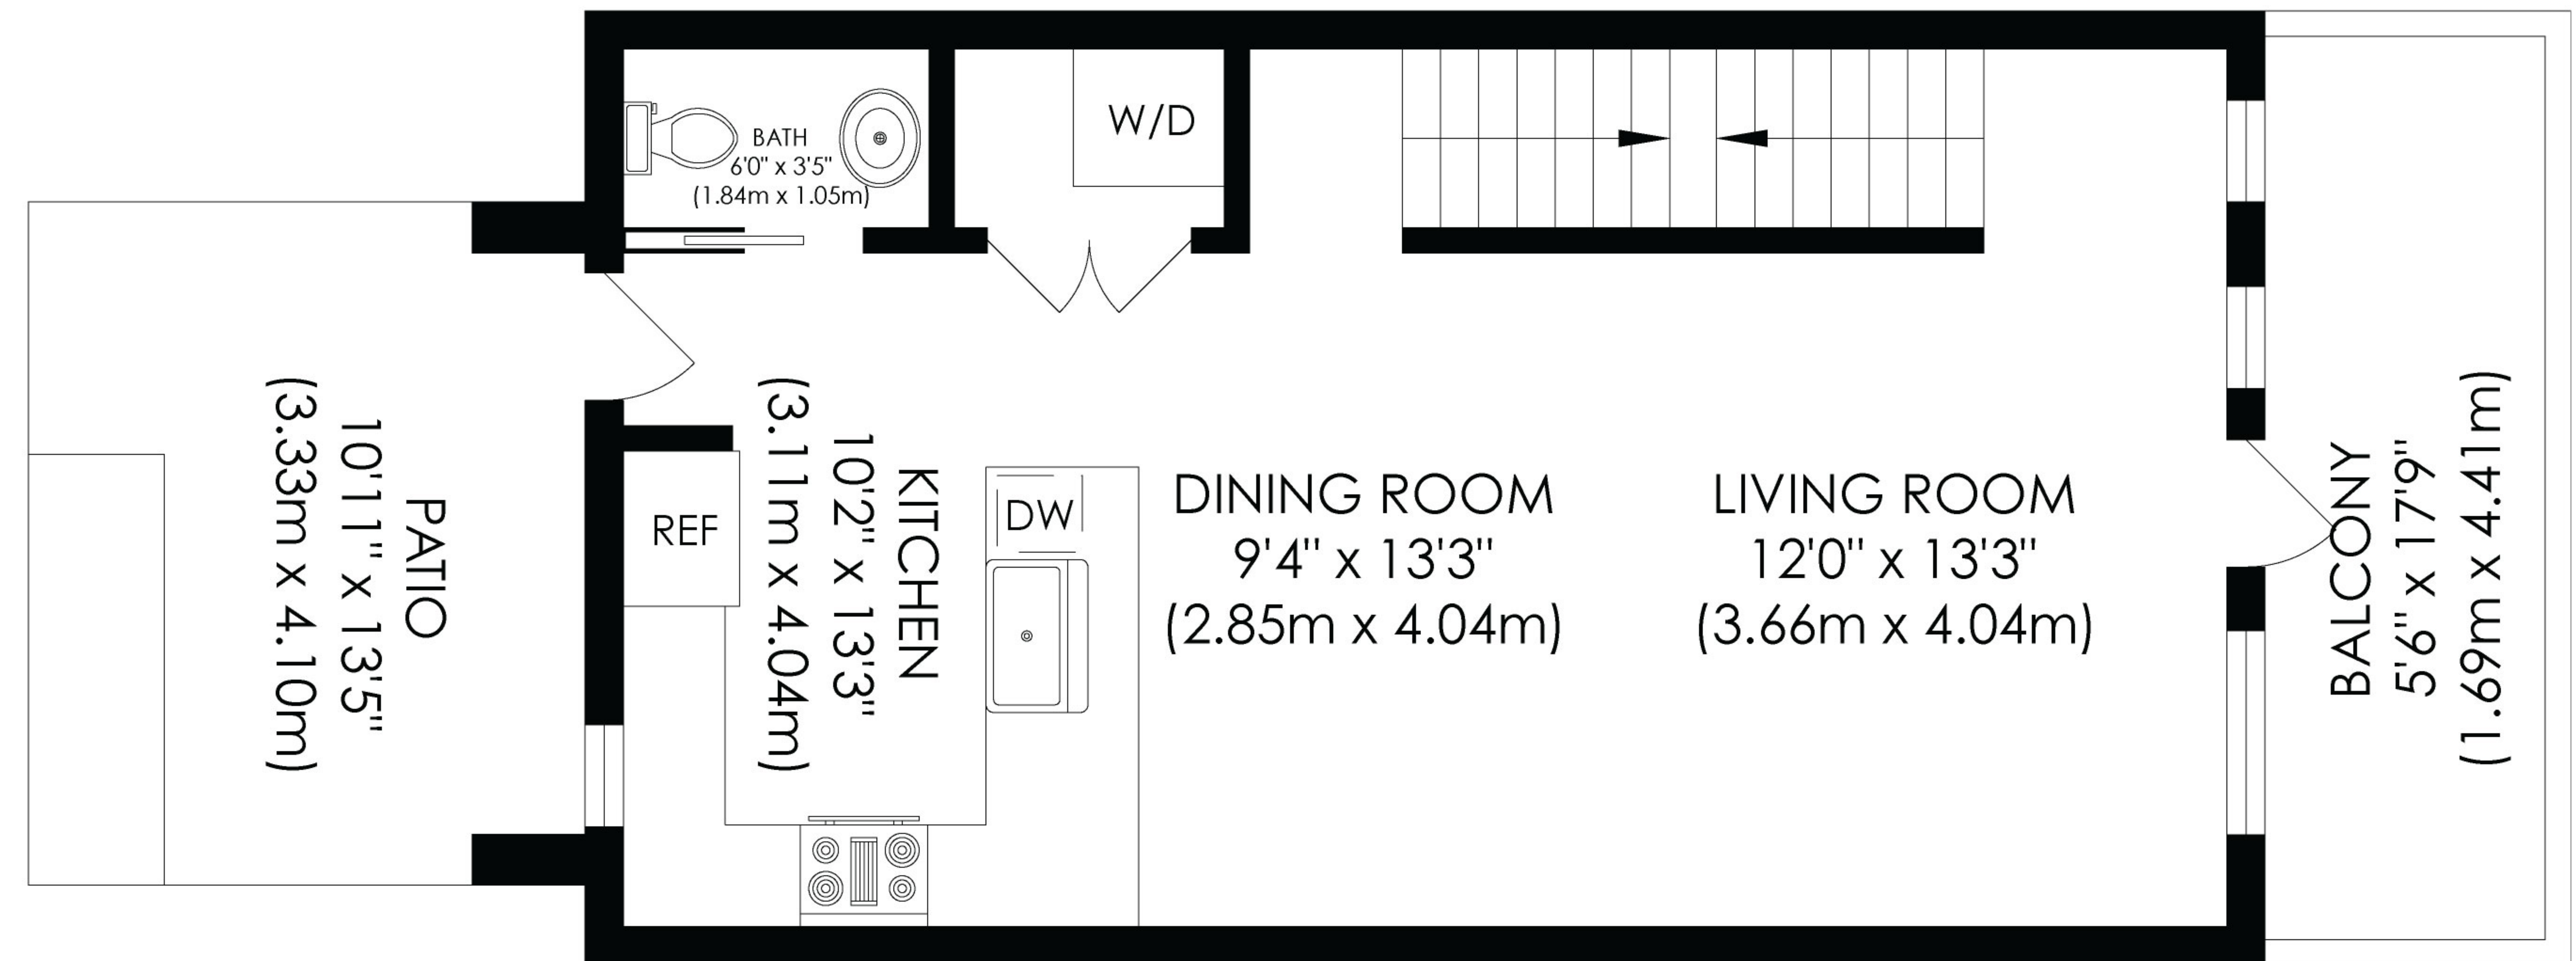 BATH
6'0" x 3'5"
(1.84m x 1.05m)
W/D
PATIO
10'11" x 13'5"
(3.33m x 4.10m)
REF
KITCHEN
10'2" x 13'3"
(3.11m x 4.04m)
DW
DINING ROOM
9'4" x 13'3"
(2.85m x 4.04m)
LIVING ROOM
12'0" x 13'3"
(3.66m x 4.04m)
BALCONY
5'6" x 17'9"
(1.69m x 4.41m)